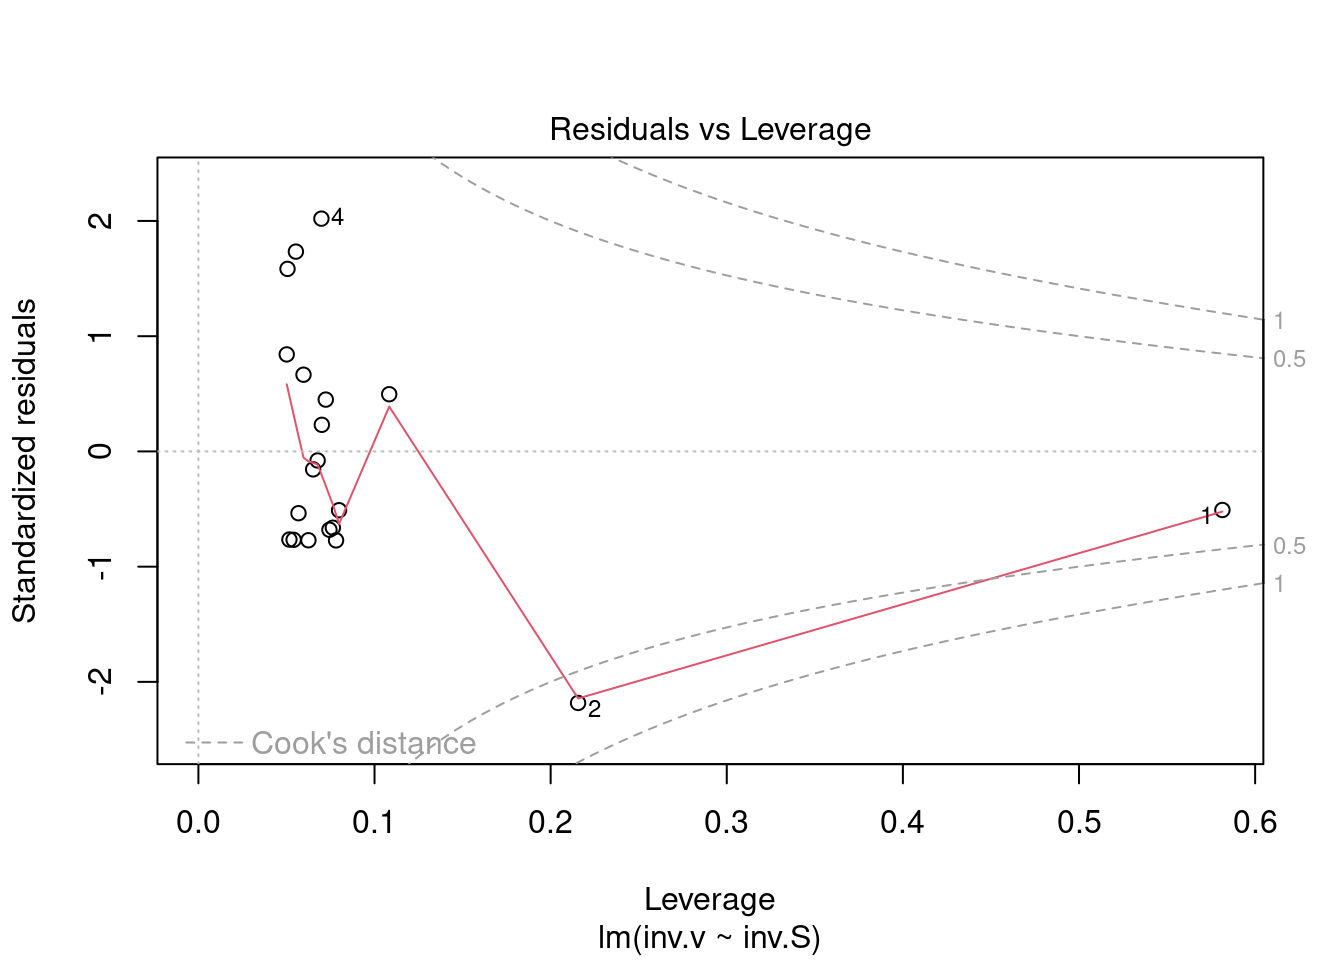 Residuals vs Leverage
Standardized residuals
2
1
0
-1
-2
4
2
1
1
0.5
0.5
1
Cook's distance
0.0 0.1 0.2 0.3 0.4 0.5 0.6
Leverage
lm(inv.v ~ inv.S)